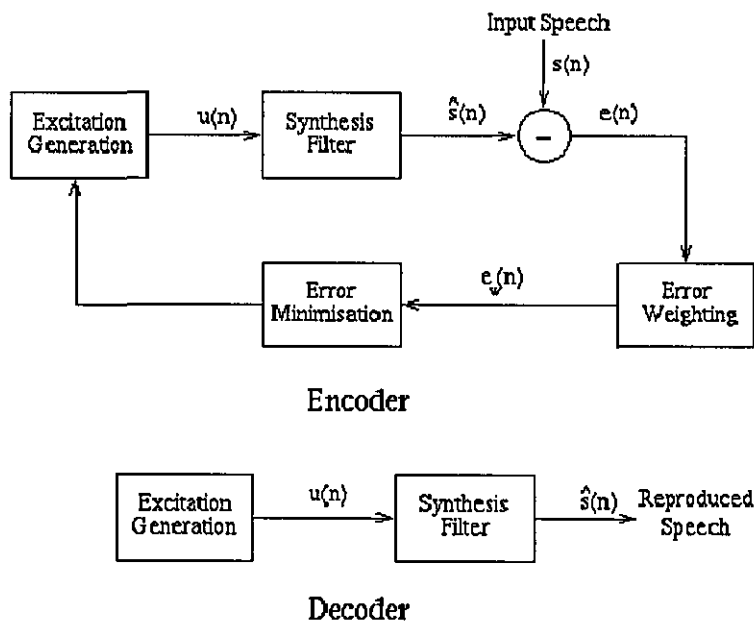 Input Speech
s(n)
Excitation
Generation
u(n)
Synthesis
Filter
ŝ(n)
−
e(n)
Error
Minimisation
e_w(n)
Error
Weighting
Encoder
Excitation
Generation
u(n)
Synthesis
Filter
ŝ(n)
Reproduced
Speech
Decoder